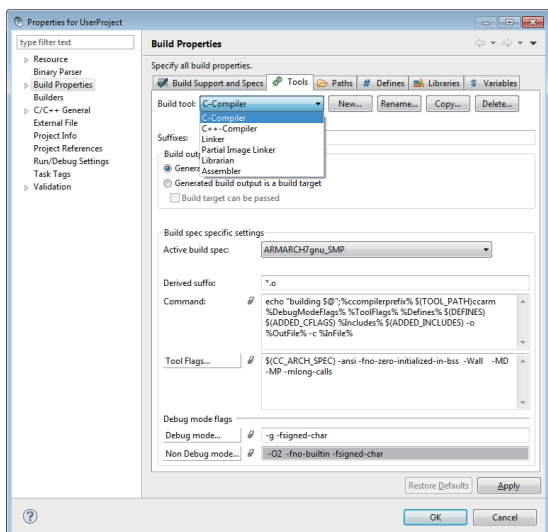 Properties for UserProject
type filter text
Resource
Binary Parser
Build Properties
Builders
C/C++ General
External File
Project Info
Project References
Run/Debug Settings
Task Tags
Validation
Build Properties
Specify all build properties.
Build Support and Specs
Tools
Paths
# Defines
Libraries
$ Variables
Build tool:
C-Compiler
New...
Rename...
Copy...
Delete...
C-Compiler
C++-Compiler
Linker
Partial Image Linker
Librarian
Assembler
Suffixes:
Generated build output is a build target
Build target can be passed
Build spec specific settings
Active build spec:
ARMARCH7gnu_SMP
Derived suffix:
*.o
Command:
echo "building $@";%ccompilerprefix% $(TOOL_PATH)ccarm
%DebugModeFlags% %ToolFlags% %Defines% $(DEFINES)
$(ADDED_CFLAGS) %Includes% $(ADDED_INCLUDES) -o
%OutFile% -c %InFile%
Tool Flags...
$(CC_ARCH_SPEC) -ansi -fno-zero-initialized-in-bss -Wall -MD
-MP -mlong-calls
Debug mode flags
Debug mode...
-g -fsigned-char
Non Debug mode...
-O2 -fno-builtin -fsigned-char
Restore Defaults
Apply
?
OK
Cancel